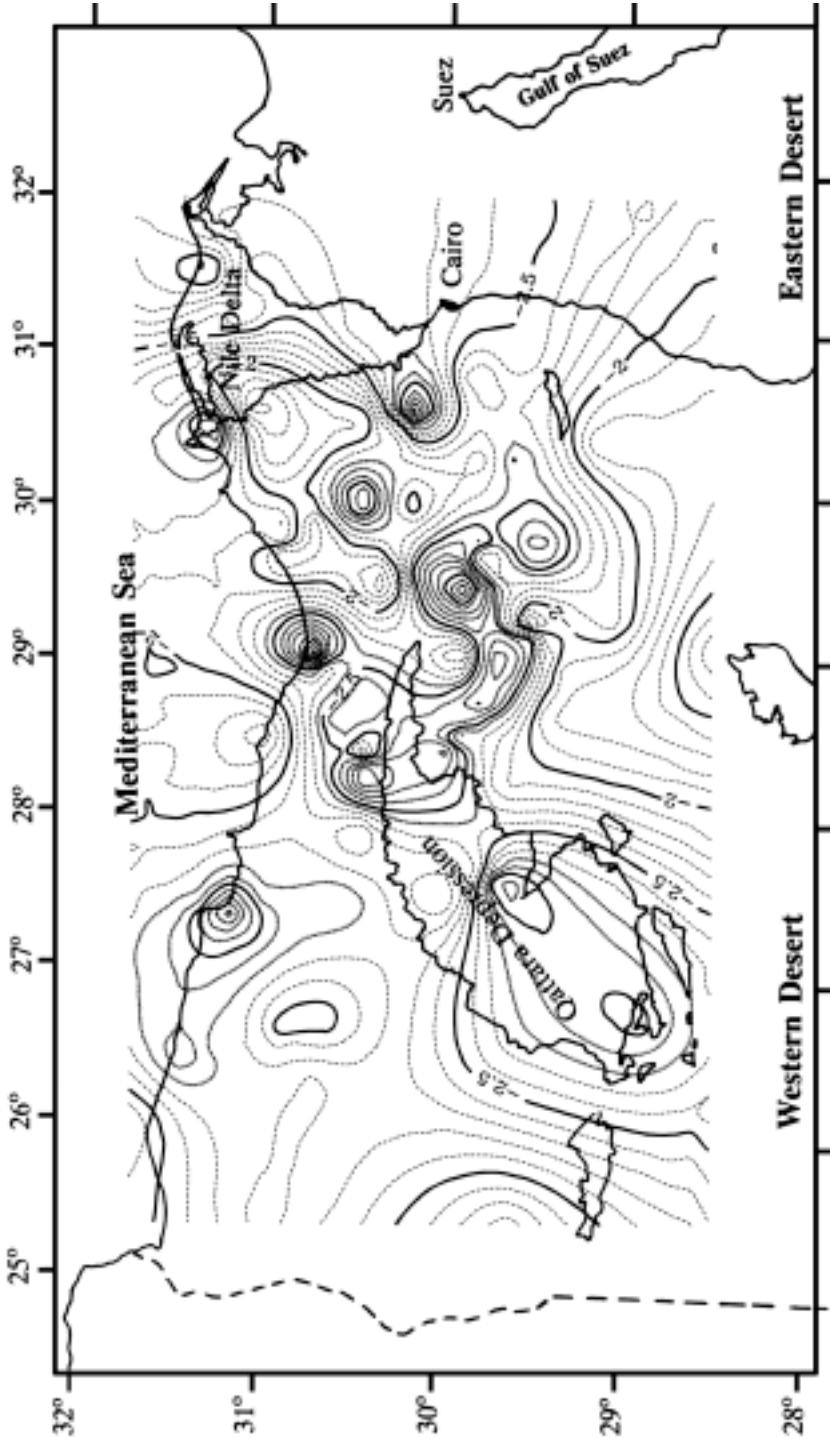 25° 26° 27° 28° 29° 30° 31° 32°
32°
Mediterranean Sea
Nile Delta
31°
Suez
30°
Qattara Depression
Cairo
Gulf of Suez
-2.5
-2.5
-2
-2
-2.5
29°
28°
Western Desert
Eastern Desert